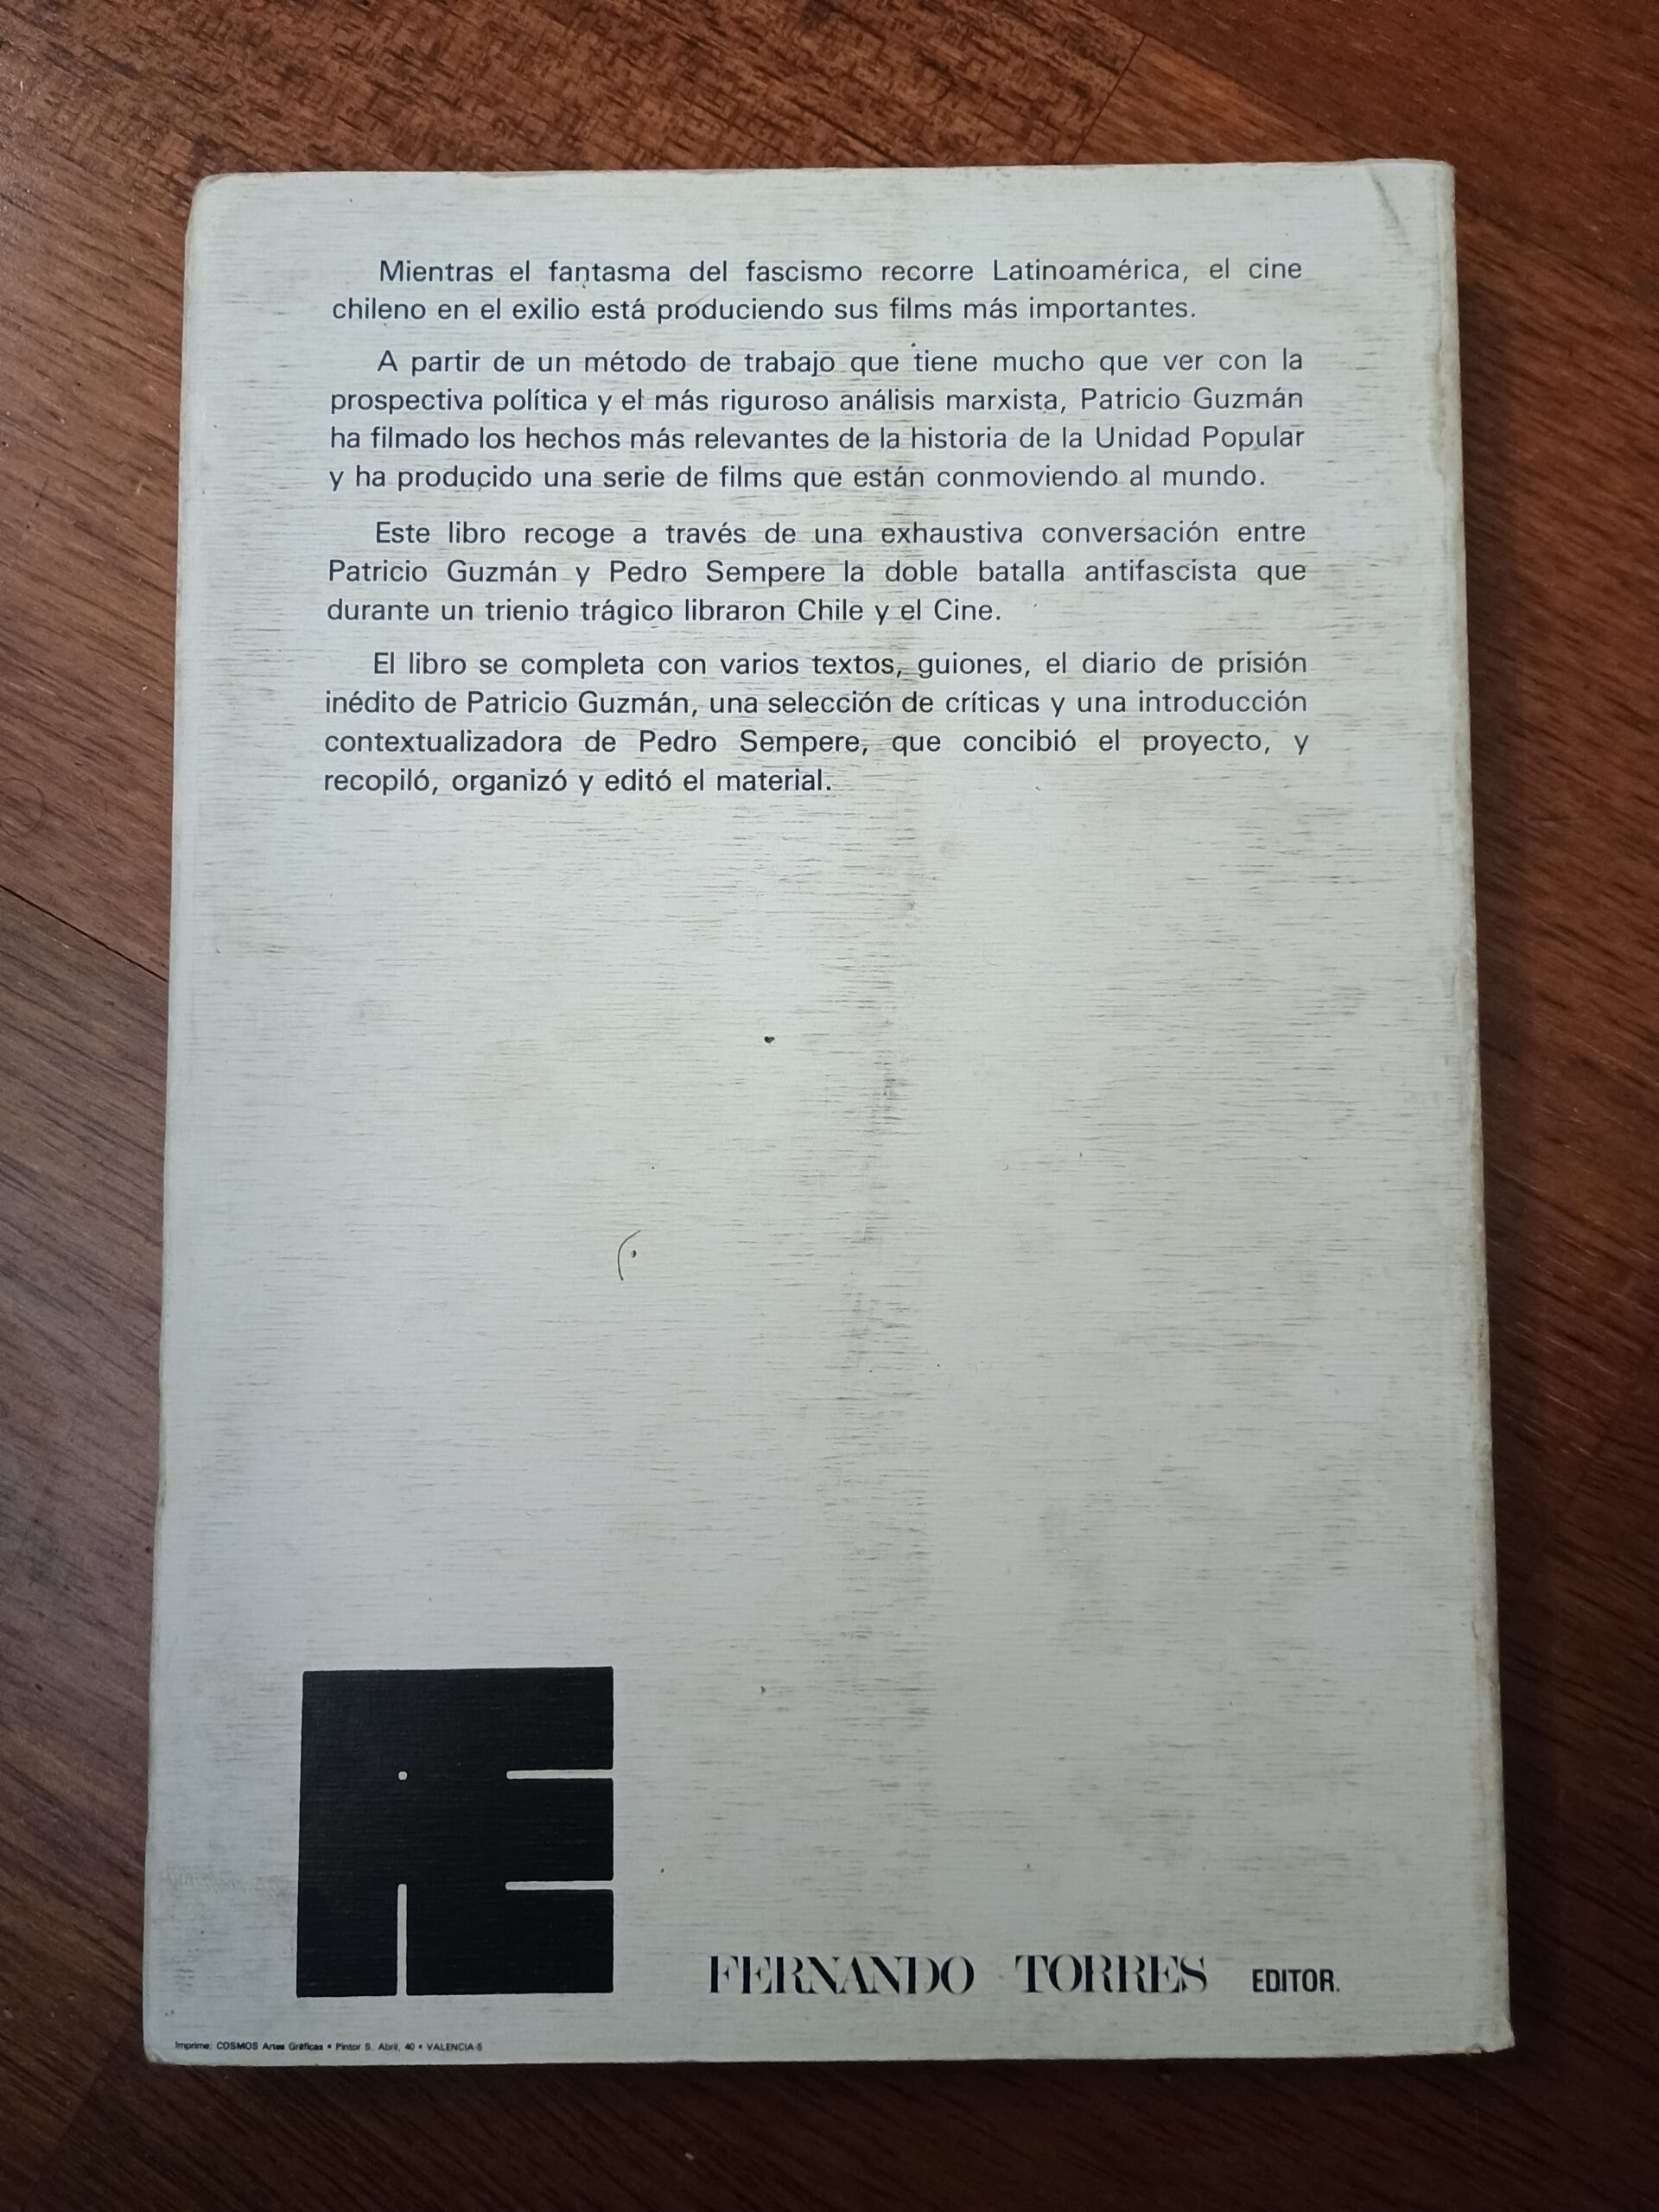 Mientras el fantasma del fascismo recorre Latinoamérica, el cine
chileno en el exilio está produciendo sus films más importantes.
A partir de un método de trabajo que tiene mucho que ver con la
prospectiva política y el más riguroso análisis marxista, Patricio Guzmán
ha filmado los hechos más relevantes de la historia de la Unidad Popular
y ha producido una serie de films que están conmoviendo al mundo.
Este libro recoge a través de una exhaustiva conversación entre
Patricio Guzmán y Pedro Sempere la doble batalla antifascista que
durante un trienio trágico libraron Chile y el Cine.
El libro se completa con varios textos, guiones, el diario de prisión
inédito de Patricio Guzmán, una selección de críticas y una introducción
contextualizadora de Pedro Sempere, que concibió el proyecto, y
recopiló, organizó y editó el material.
FERNANDO TORRES EDITOR.
Imprime: COSMOS Artes Gráficas • Pintor S. Abril, 40 • VALENCIA-5